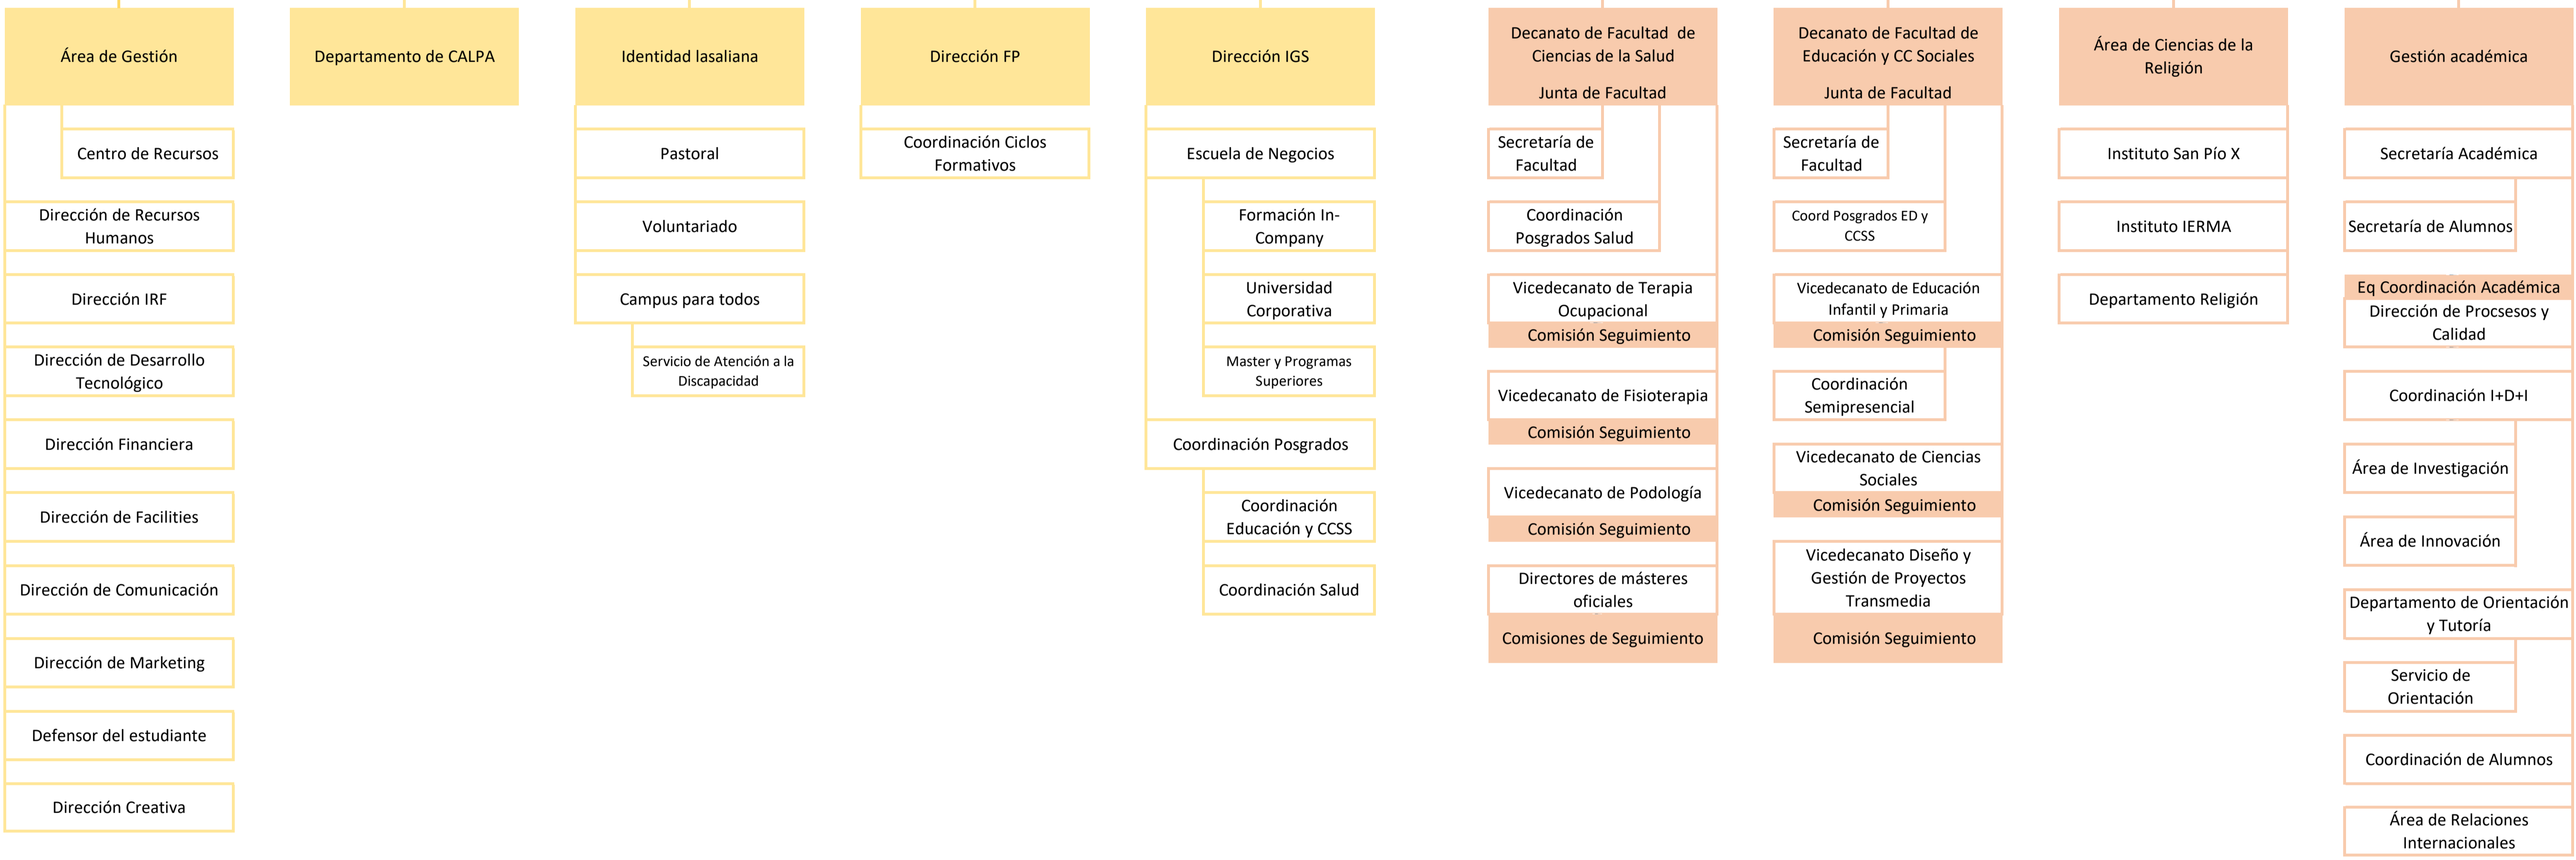 Área de Gestión
Centro de Recursos
Dirección de Recursos
Humanos
Dirección IRF
Dirección de Desarrollo
Tecnológico
Dirección Financiera
Dirección de Facilities
Dirección de Comunicación
Dirección de Marketing
Defensor del estudiante
Dirección Creativa
Departamento de CALPA
Identidad lasaliana
Pastoral
Voluntariado
Campus para todos
Servicio de Atención a la
Discapacidad
Dirección FP
Coordinación Ciclos
Formativos
Dirección IGS
Escuela de Negocios
Formación In-
Company
Universidad
Corporativa
Master y Programas
Superiores
Coordinación Posgrados
Coordinación
Educación y CCSS
Coordinación Salud
Decanato de Facultad de
Ciencias de la Salud
Junta de Facultad
Secretaría de
Facultad
Coordinación
Posgrados Salud
Vicedecanato de Terapia
Ocupacional
Comisión Seguimiento
Vicedecanato de Fisioterapia
Comisión Seguimiento
Vicedecanato de Podología
Comisión Seguimiento
Directores de másteres
oficiales
Comisiones de Seguimiento
Decanato de Facultad de
Educación y CC Sociales
Junta de Facultad
Secretaría de
Facultad
Coord Posgrados ED y
CCSS
Vicedecanato de Educación
Infantil y Primaria
Comisión Seguimiento
Coordinación
Semipresencial
Vicedecanato de Ciencias
Sociales
Comisión Seguimiento
Vicedecanato Diseño y
Gestión de Proyectos
Transmedia
Comisión Seguimiento
Área de Ciencias de la
Religión
Instituto San Pío X
Instituto IERMA
Departamento Religión
Gestión académica
Secretaría Académica
Secretaría de Alumnos
Eq Coordinación Académica
Dirección de Procsesos y
Calidad
Coordinación I+D+I
Área de Investigación
Área de Innovación
Departamento de Orientación
y Tutoría
Servicio de
Orientación
Coordinación de Alumnos
Área de Relaciones
Internacionales